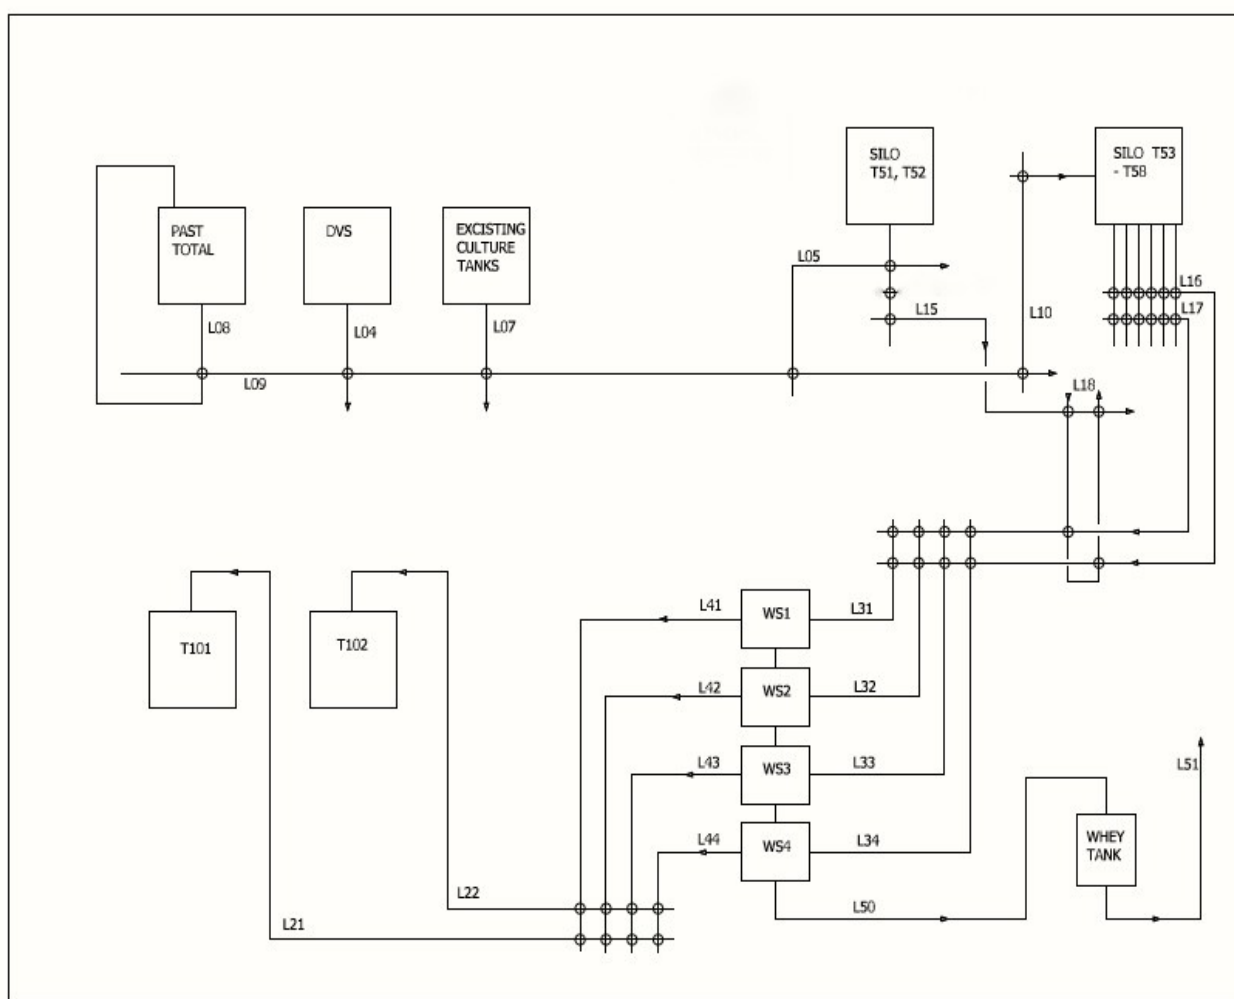 SILO
T51, T52
SILO T53
- T58
PAST
TOTAL
DVS
EXCISTING
CULTURE
TANKS
L05
L16
L15
L10
L17
L08
L04
L07
L09
L18
L41
WS1
L31
T101
T102
L42
WS2
L32
L43
WS3
L33
L51
L44
WS4
L34
WHEY
TANK
L22
L50
L21